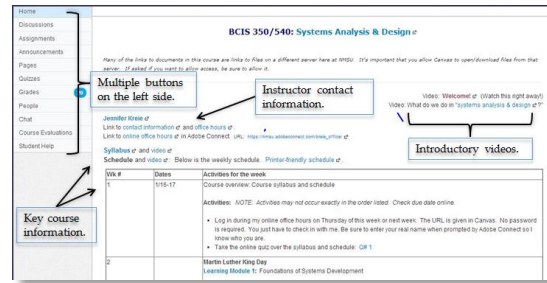 Home
Discussions
Assignments
Announcements
Pages
Quizzes
Grades
People
Chat
Course Evaluations
Student Help
Multiple buttons
on the left side.
Key course
information.
BCIS 350/540: Systems Analysis & Design
Many of the links to documents in this course are links to files on a different server here at NMSU. It's important that you allow Canvas to open/download files from that
server. If asked if you want to allow access, be sure to allow it.
Instructor contact
information.
Video: Welcome! (Watch this right away!)
Video: What do we do in "systems analysis & design ?"
Introductory videos.
Jennifer Kreie
Link to contact information and office hours .
Link to online office hours in Adobe Connect. URL:
Syllabus and video
Schedule and video . Below is the weekly schedule. Printer-friendly schedule .
Wk # Dates Activities for the week
1 1/16-17 Course overview: Course syllabus and schedule
Activities: NOTE: Activities may not occur exactly in the order listed. Check due date online.
• Log in during my online office hours on Thursday of this week or next week. The URL is given in Canvas. No password
is required. You just have to check in with me. Be sure to enter your real name when prompted by Adobe Connect so I
know who you are.
• Take the online quiz over the syllabus and schedule: Q# 1
2 Martin Luther King Day
Learning Module 1: Foundations of Systems Development